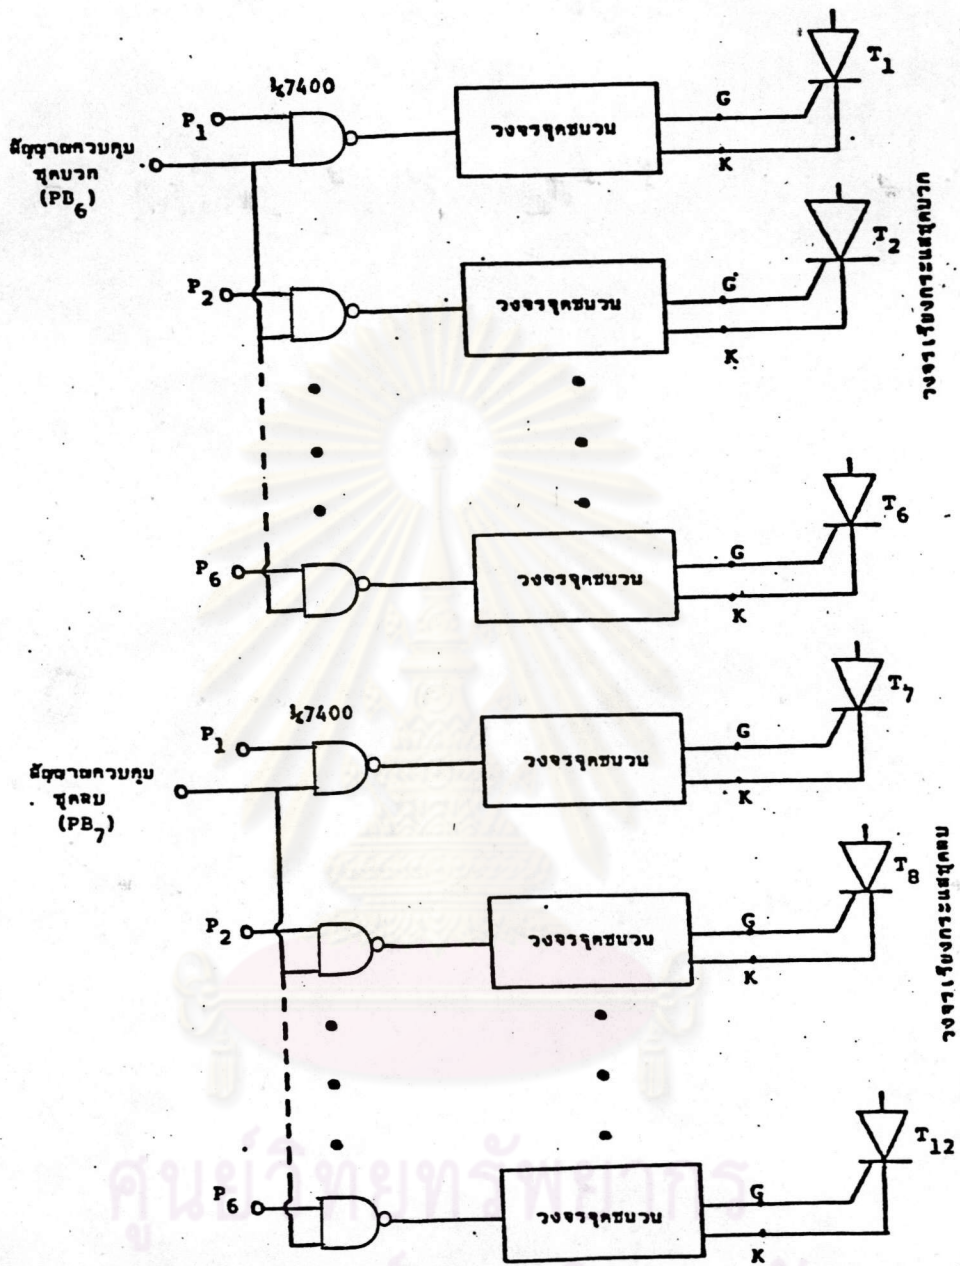 ¼7400
P1
สัญญาณควบคุม
ชุดบวก
(PB6)
วงจรจุดชนวน
G
K
T1
P2
วงจรจุดชนวน
G
K
T2
วงจรเรียงกระแสชุดบวก
P6
วงจรจุดชนวน
G
K
T6
¼7400
P1
สัญญาณควบคุม
ชุดลบ
(PB7)
วงจรจุดชนวน
G
K
T7
P2
วงจรจุดชนวน
G
K
T8
วงจรเรียงกระแสชุดลบ
P6
วงจรจุดชนวน
G
K
T12
ศูนย์วิทยทรัพยากร